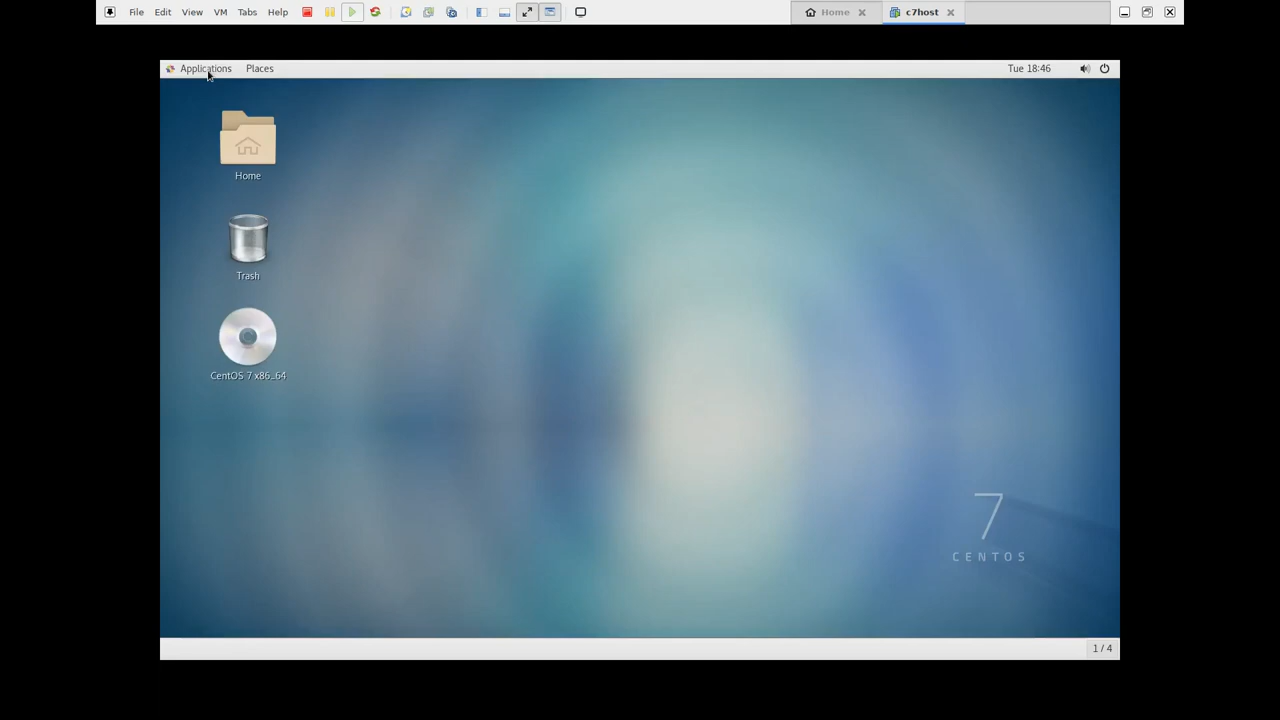 File Edit View VM Tabs Help Home c7host
Applications Places Tue 18:46
Home
Trash
CentOS 7 x86_64
7
CENTOS
1 / 4